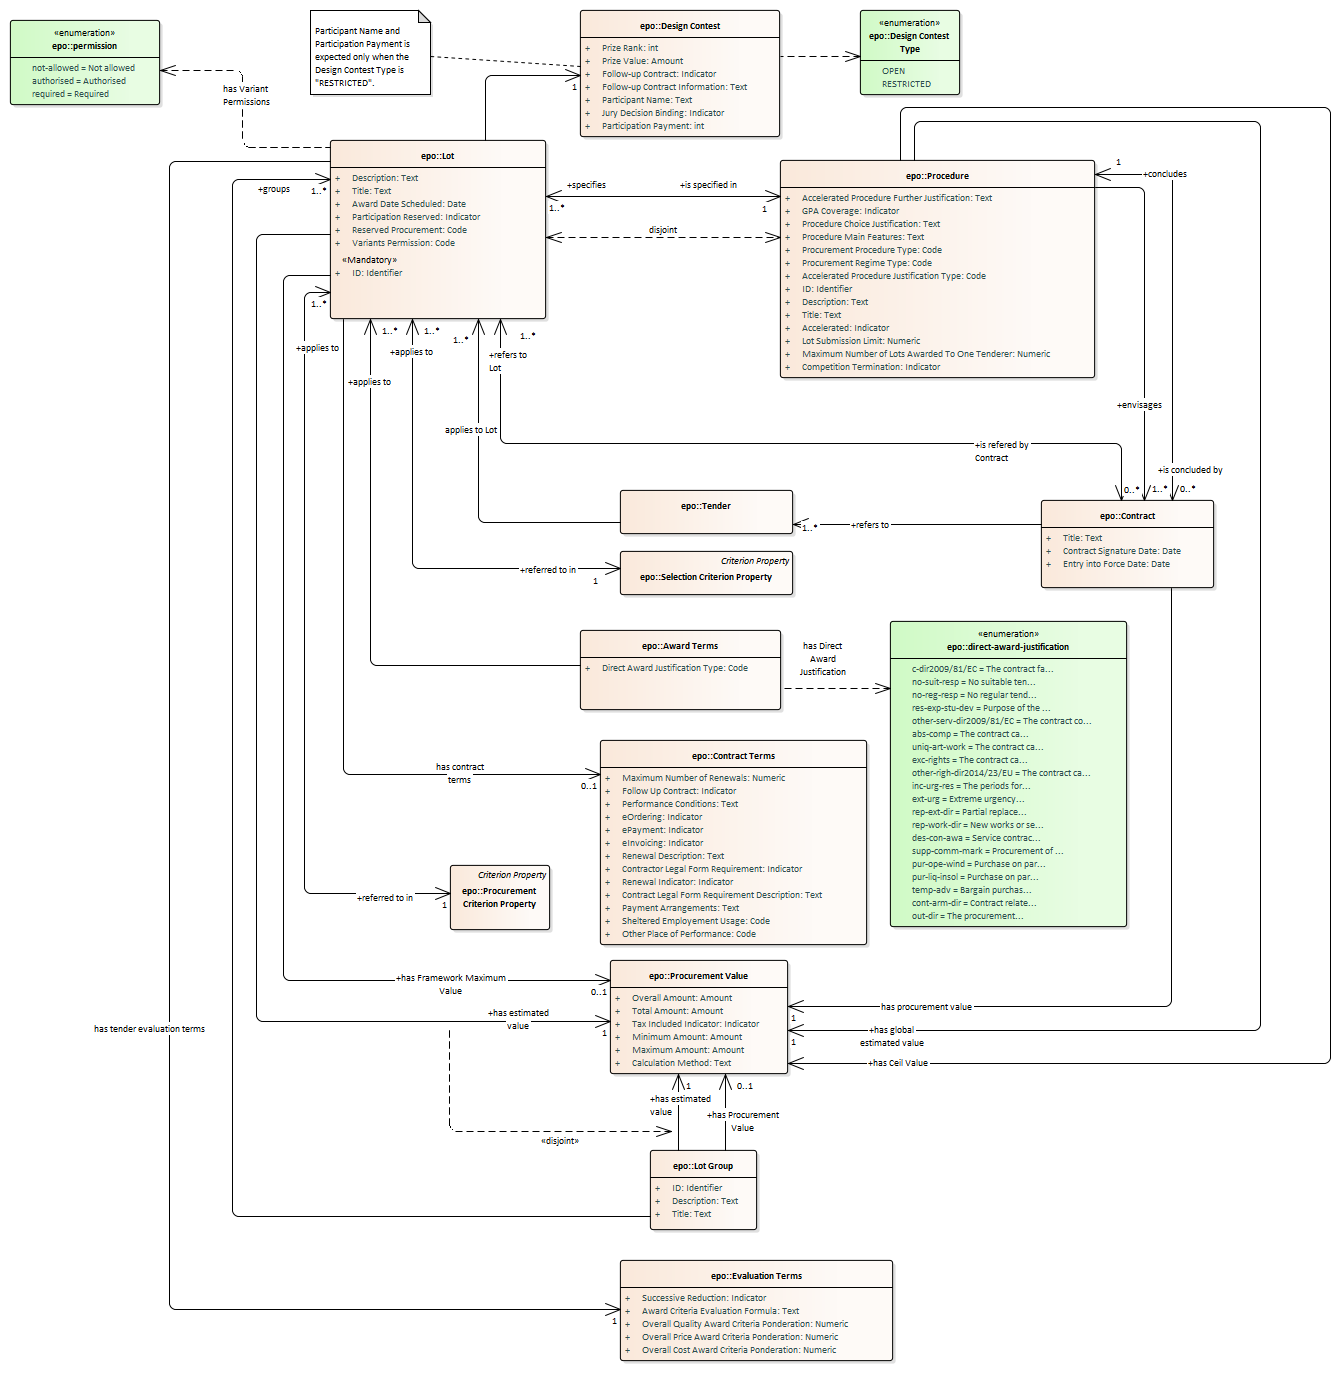 «enumeration»
epo::permission
not-allowed = Not allowed
authorised = Authorised
required = Required
Participant Name and
Participation Payment is
expected only when the
Design Contest Type is
"RESTRICTED".
epo::Design Contest
+ Prize Rank: int
+ Prize Value: Amount
+ Follow-up Contract: Indicator
+ Follow-up Contract Information: Text
+ Participant Name: Text
+ Jury Decision Binding: Indicator
+ Participation Payment: int
«enumeration»
epo::Design Contest
Type
OPEN
RESTRICTED
has Variant
Permissions
1
epo::Lot
+ Description: Text
+ Title: Text
+ Award Date Scheduled: Date
+ Participation Reserved: Indicator
+ Reserved Procurement: Code
+ Variants Permission: Code
«Mandatory»
+ ID: Identifier
+groups
1..*
+specifies
1..*
+is specified in
1
disjoint
epo::Procedure
+ Accelerated Procedure Further Justification: Text
+ GPA Coverage: Indicator
+ Procedure Choice Justification: Text
+ Procedure Main Features: Text
+ Procurement Procedure Type: Code
+ Procurement Regime Type: Code
+ Accelerated Procedure Justification Type: Code
+ ID: Identifier
+ Description: Text
+ Title: Text
+ Accelerated: Indicator
+ Lot Submission Limit: Numeric
+ Maximum Number of Lots Awarded To One Tenderer: Numeric
+ Competition Termination: Indicator
1
+concludes
1..*
+applies to
1..*
+applies to
1..*
+applies to
1..*
applies to Lot
1..*
+refers to
Lot
+envisages
+is refered by
Contract
+is concluded by
0..*
1..*
0..*
epo::Tender
1..*
+refers to
epo::Contract
+ Title: Text
+ Contract Signature Date: Date
+ Entry into Force Date: Date
+referred to in
1
Criterion Property
epo::Selection Criterion Property
epo::Award Terms
+ Direct Award Justification Type: Code
has Direct
Award
Justification
«enumeration»
epo::direct-award-justification
c-dir2009/81/EC = The contract fa...
no-suit-resp = No suitable ten...
no-reg-resp = No regular tend...
res-exp-stu-dev = Purpose of the ...
other-serv-dir2009/81/EC = The contract co...
abs-comp = The contract ca...
uniq-art-work = The contract ca...
exc-rights = The contract ca...
other-righ-dir2014/23/EU = The contract ca...
inc-urg-res = The periods for...
ext-urg = Extreme urgency...
rep-ext-dir = Partial replace...
rep-work-dir = New works or se...
des-con-awa = Service contrac...
supp-comm-mark = Procurement of ...
pur-ope-wind = Purchase on par...
pur-liq-insol = Purchase on par...
temp-adv = Bargain purchas...
cont-arm-dir = Contract relate...
out-dir = The procurement...
has contract
terms
0..1
epo::Contract Terms
+ Maximum Number of Renewals: Numeric
+ Follow Up Contract: Indicator
+ Performance Conditions: Text
+ eOrdering: Indicator
+ ePayment: Indicator
+ eInvoicing: Indicator
+ Renewal Description: Text
+ Contractor Legal Form Requirement: Indicator
+ Renewal Indicator: Indicator
+ Contract Legal Form Requirement Description: Text
+ Payment Arrangements: Text
+ Sheltered Employement Usage: Code
+ Other Place of Performance: Code
+referred to in
1
Criterion Property
epo::Procurement
Criterion Property
+has Framework Maximum
Value
0..1
+has estimated
value
1
epo::Procurement Value
+ Overall Amount: Amount
+ Total Amount: Amount
+ Tax Included Indicator: Indicator
+ Minimum Amount: Amount
+ Maximum Amount: Amount
+ Calculation Method: Text
has procurement value
1
+has global
estimated value
1
+has Ceil Value
has tender evaluation terms
1
+has estimated
value
0..1
+has Procurement
Value
«disjoint»
epo::Lot Group
+ ID: Identifier
+ Description: Text
+ Title: Text
1
epo::Evaluation Terms
+ Successive Reduction: Indicator
+ Award Criteria Evaluation Formula: Text
+ Overall Quality Award Criteria Ponderation: Numeric
+ Overall Price Award Criteria Ponderation: Numeric
+ Overall Cost Award Criteria Ponderation: Numeric